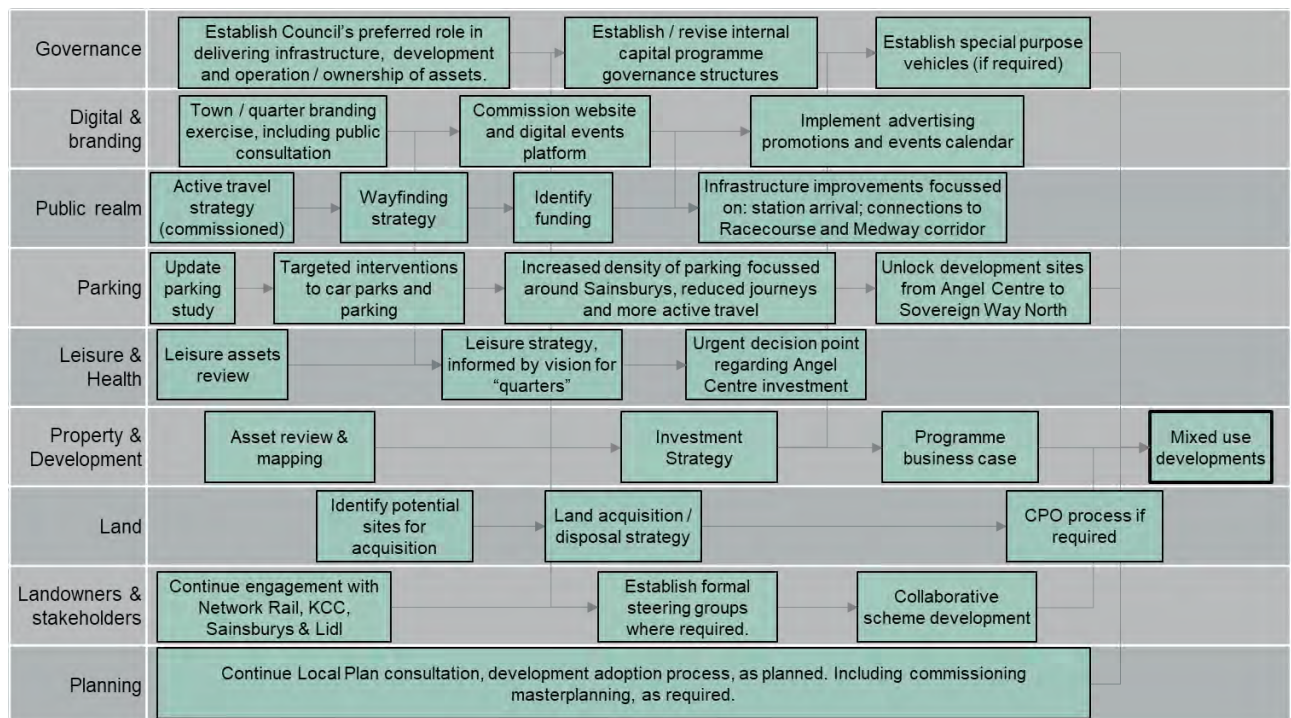 Governance
Establish Council's preferred role in
delivering infrastructure, development
and operation / ownership of assets.
Establish / revise internal
capital programme
governance structures
Establish special purpose
vehicles (if required)
Digital &
branding
Town / quarter branding
exercise, including public
consultation
Commission website
and digital events
platform
Implement advertising
promotions and events calendar
Public realm
Active travel
strategy
(commissioned)
Wayfinding
strategy
Identify
funding
Infrastructure improvements focussed
on: station arrival; connections to
Racecourse and Medway corridor
Parking
Update
parking
study
Targeted interventions
to car parks and
parking
Increased density of parking focussed
around Sainsburys, reduced journeys
and more active travel
Unlock development sites
from Angel Centre to
Sovereign Way North
Leisure &
Health
Leisure assets
review
Leisure strategy,
informed by vision for
“quarters”
Urgent decision point
regarding Angel
Centre investment
Property &
Development
Asset review &
mapping
Investment
Strategy
Programme
business case
Mixed use
developments
Land
Identify potential
sites for
acquisition
Land acquisition /
disposal strategy
CPO process if
required
Landowners &
stakeholders
Continue engagement with
Network Rail, KCC,
Sainsburys & Lidl
Establish formal
steering groups
where required.
Collaborative
scheme development
Planning
Continue Local Plan consultation, development adoption process, as planned. Including commissioning
masterplanning, as required.